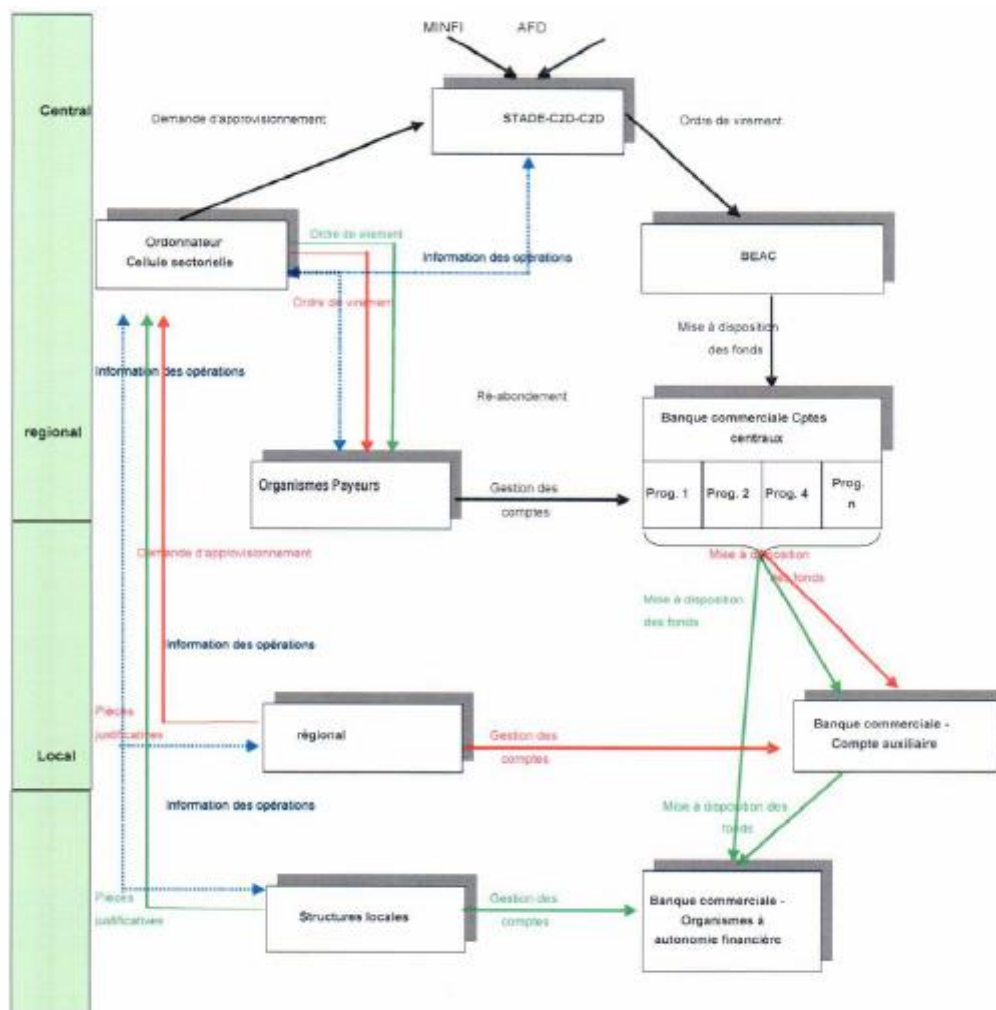 MINFI AFD
Central
STADE-C2D-C2D
Demande d'approvisionnement
Ordre de virement
Ordonnateur
Cellule sectorielle
Ordre de virement
Information des opérations
BEAC
Ordre de virement
Mise à disposition
des fonds
Information des opérations
Ré-abondement
Banque commerciale Cptes
centraux
regional
Organismes Payeurs
Gestion des
comptes
Prog. 1
Prog. 2
Prog. 4
Prog.
n
Demande d'approvisionnement
Mise à disposition
des fonds
Mise à disposition
des fonds
Information des opérations
Pièces
justificatives
régional
Gestion des
comptes
Banque commerciale -
Compte auxiliaire
Local
Information des opérations
Mise à disposition des
fonds
Pièces
justificatives
Structures locales
Gestion des
comptes
Banque commerciale -
Organismes à
autonomie financière